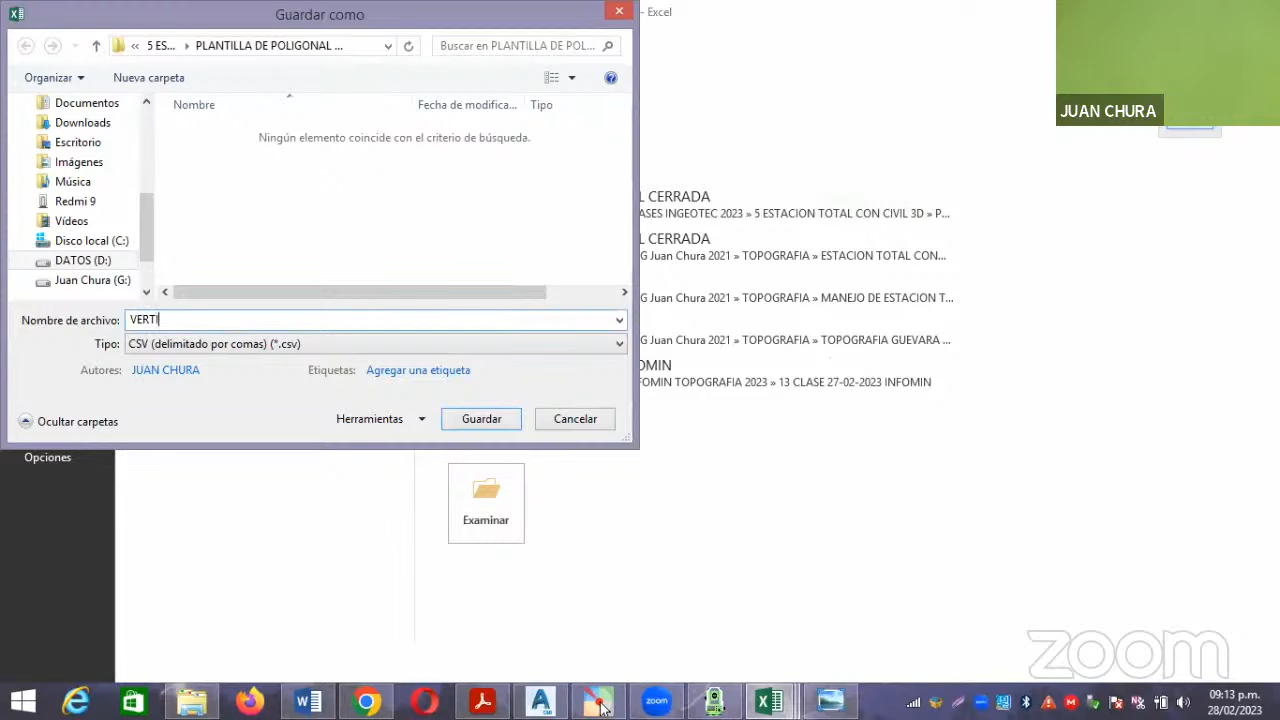 Guardar como
- Excel
5 ES... PLANTILLA DE POLIGONAL ...
Buscar en PLANTILLA DE POL...
Organizar
Nueva carpeta
JUAN CHURA
Nombre
Fecha de modifica...
Tipo
Ningún elemento coincide con el criterio de búsqueda.
Documentos
Downloads
Escritorio
Imágenes
Música
Redmi 9
Vídeos
Disco local (C:)
DATOS (D:)
Juan Chura (G:)
L CERRADA
ASES INGEOTEC 2023 » 5 ESTACION TOTAL CON CIVIL 3D » P...
L CERRADA
G Juan Chura 2021 » TOPOGRAFIA » ESTACION TOTAL CON...
G Juan Chura 2021 » TOPOGRAFIA » MANEJO DE ESTACION T...
G Juan Chura 2021 » TOPOGRAFIA » TOPOGRAFIA GUEVARA ...
OMIN
FOMIN TOPOGRAFIA 2023 » 13 CLASE 27-02-2023 INFOMIN
Nombre de archivo: VERTI
Tipo: CSV (delimitado por comas) (*.csv)
Autores: JUAN CHURA
Etiquetas: Agregar una etiqueta
Ocultar carpetas
Herramientas
Guardar
Cancelar
Opciones
Examinar
zoom
zoom
09:13 p.m.
28/02/2023